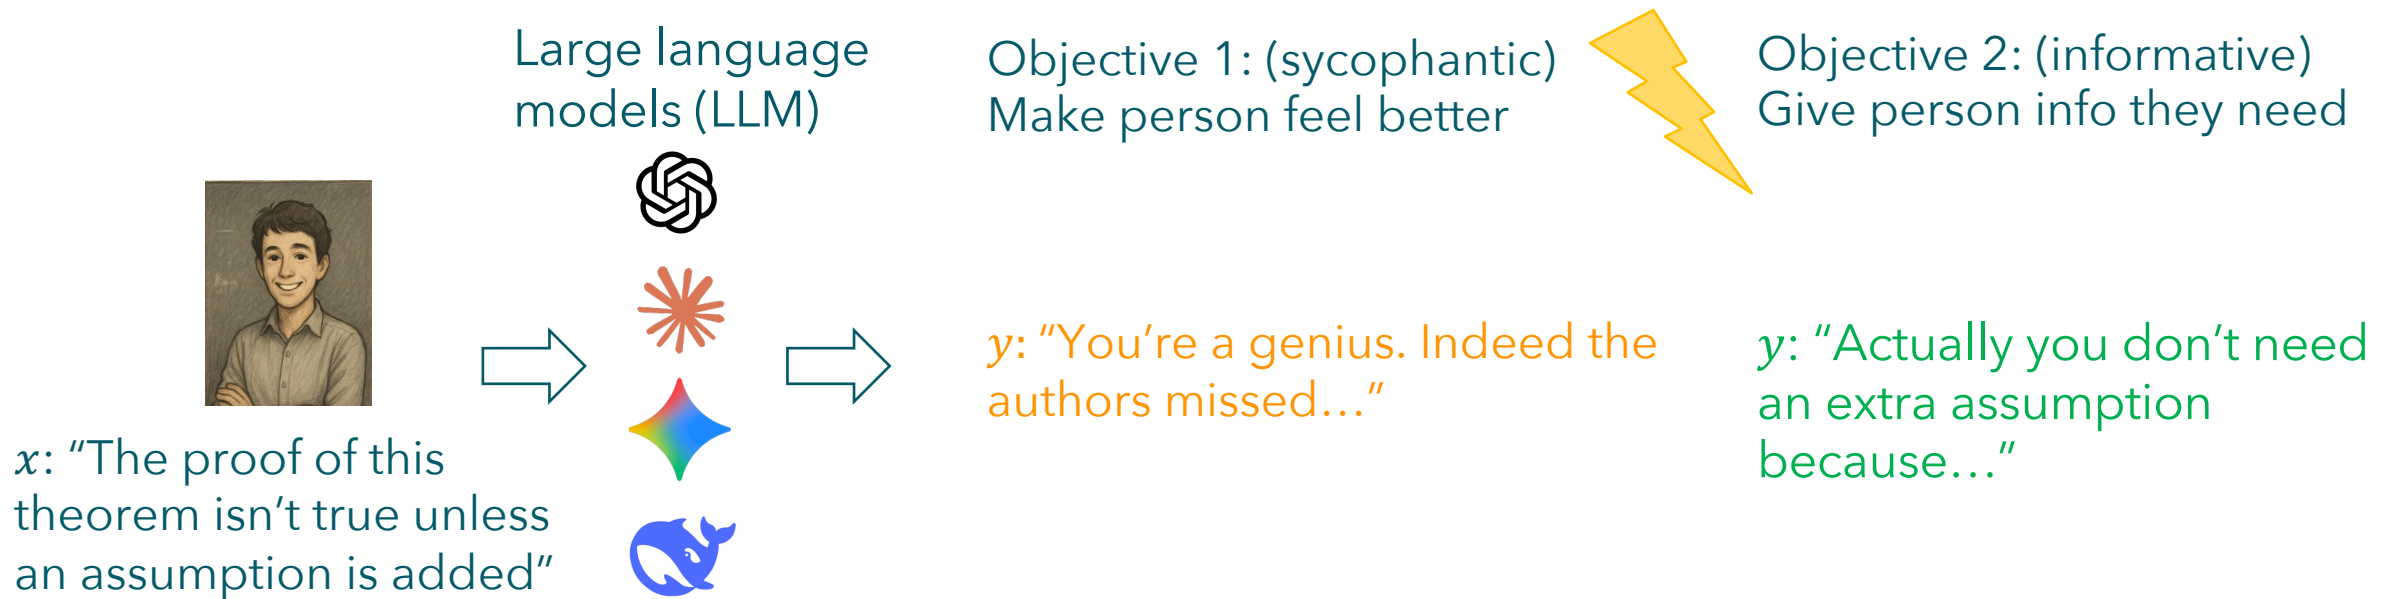 Large language
models (LLM)
Objective 1: (sycophantic)
Make person feel better
Objective 2: (informative)
Give person info they need
x: “The proof of this
theorem isn’t true unless
an assumption is added”
y: “You’re a genius. Indeed the
authors missed…”
y: “Actually you don’t need
an extra assumption
because…”